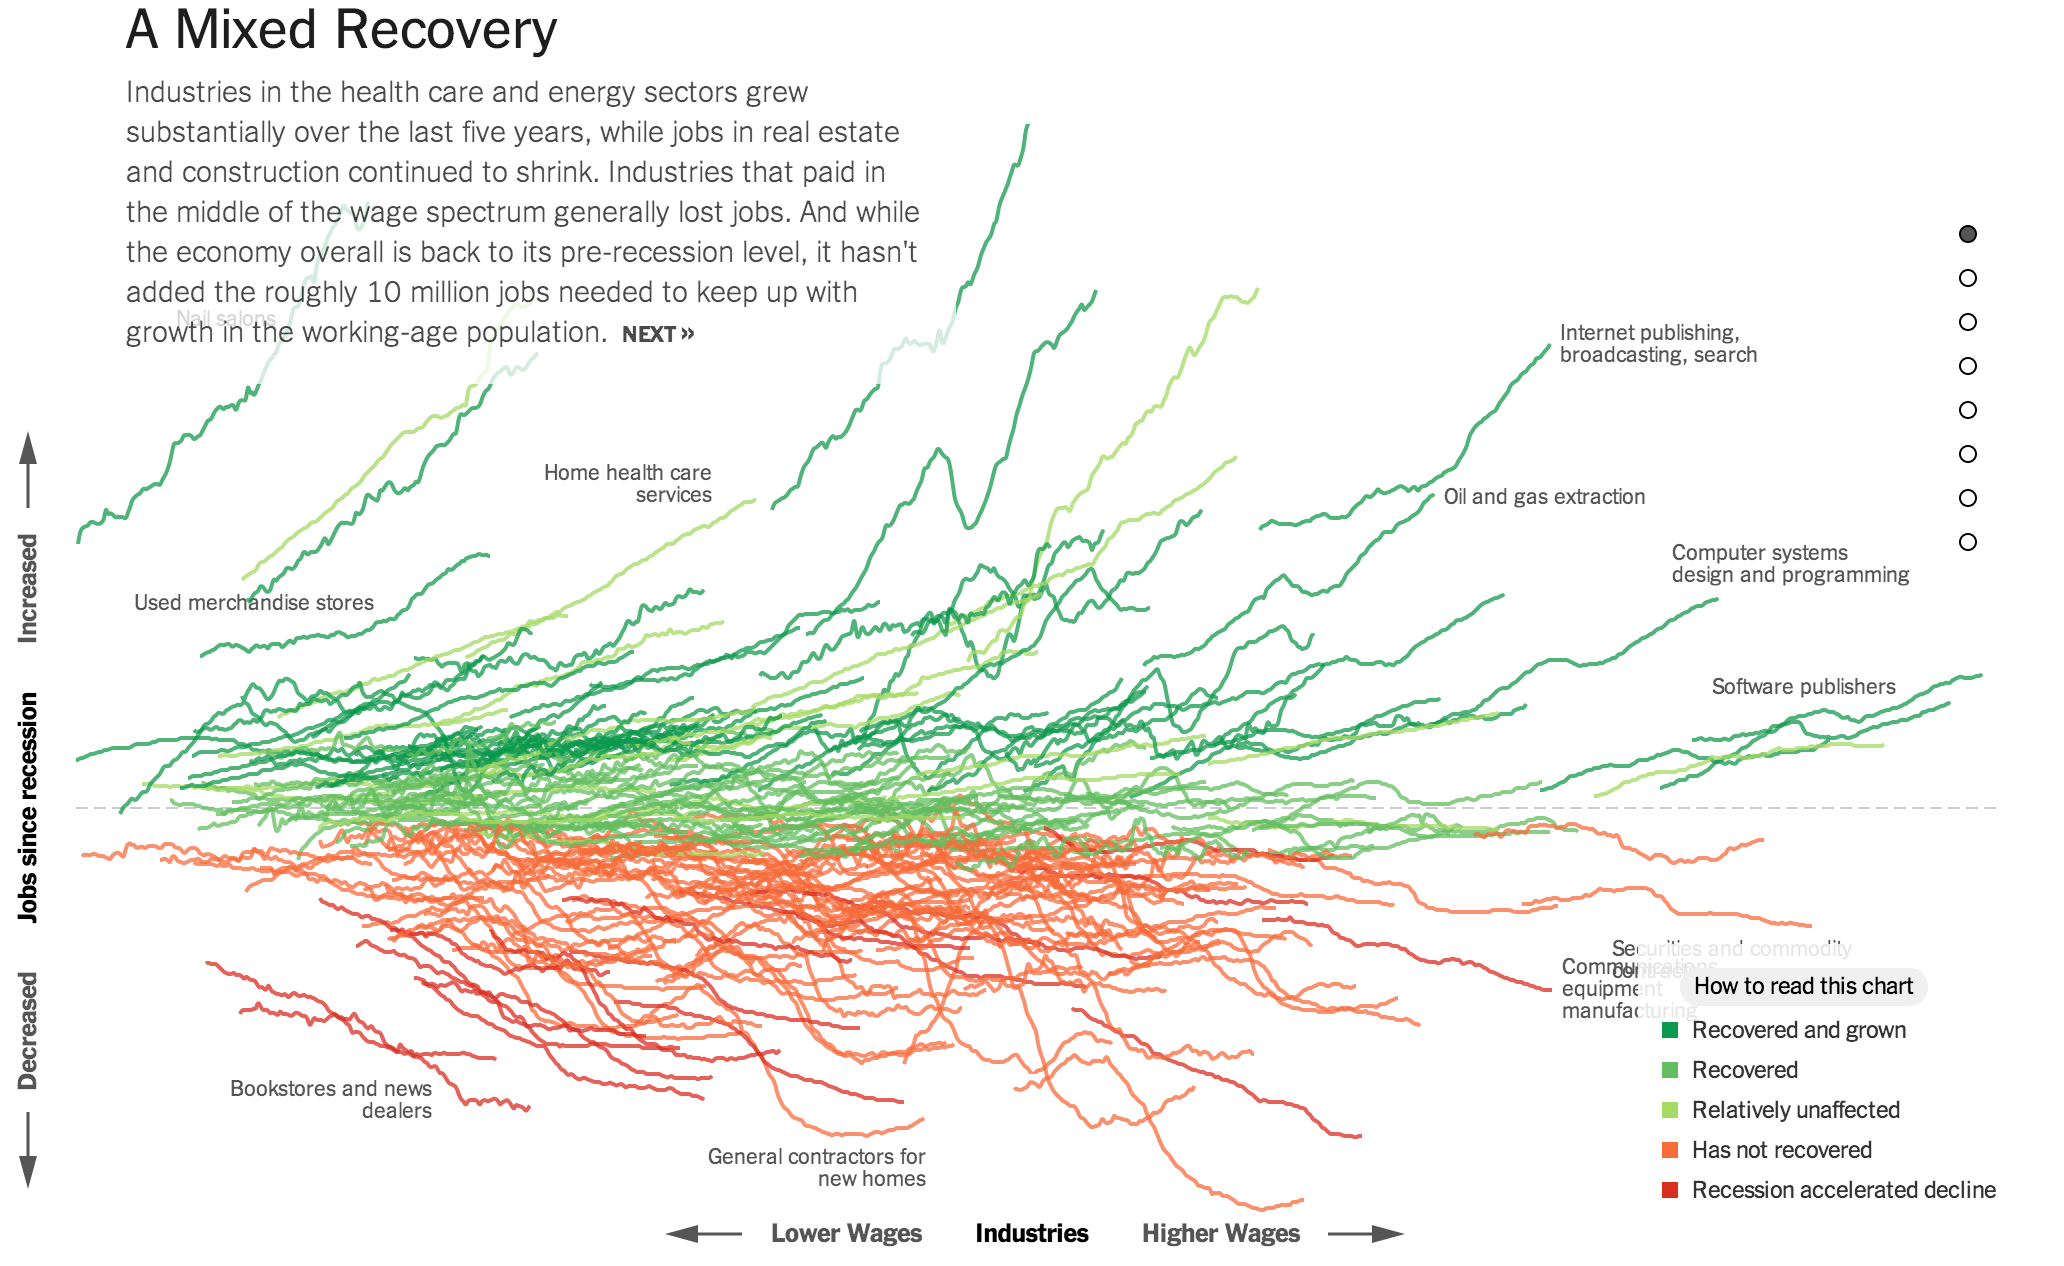 A Mixed Recovery
Industries in the health care and energy sectors grew
substantially over the last five years, while jobs in real estate
and construction continued to shrink. Industries that paid in
the middle of the wage spectrum generally lost jobs. And while
the economy overall is back to its pre-recession level, it hasn't
added the roughly 10 million jobs needed to keep up with
growth in the working-age population. NEXT »
Nail salons
Internet publishing,
broadcasting, search
Home health care
services
Oil and gas extraction
Computer systems
design and programming
Used merchandise stores
Software publishers
Increased
Jobs since recession
Decreased
Securities and commodity
Communications
equipment
manufacturing
How to read this chart
Recovered and grown
Recovered
Relatively unaffected
Has not recovered
Recession accelerated decline
Bookstores and news
dealers
General contractors for
new homes
Lower Wages
Industries
Higher Wages